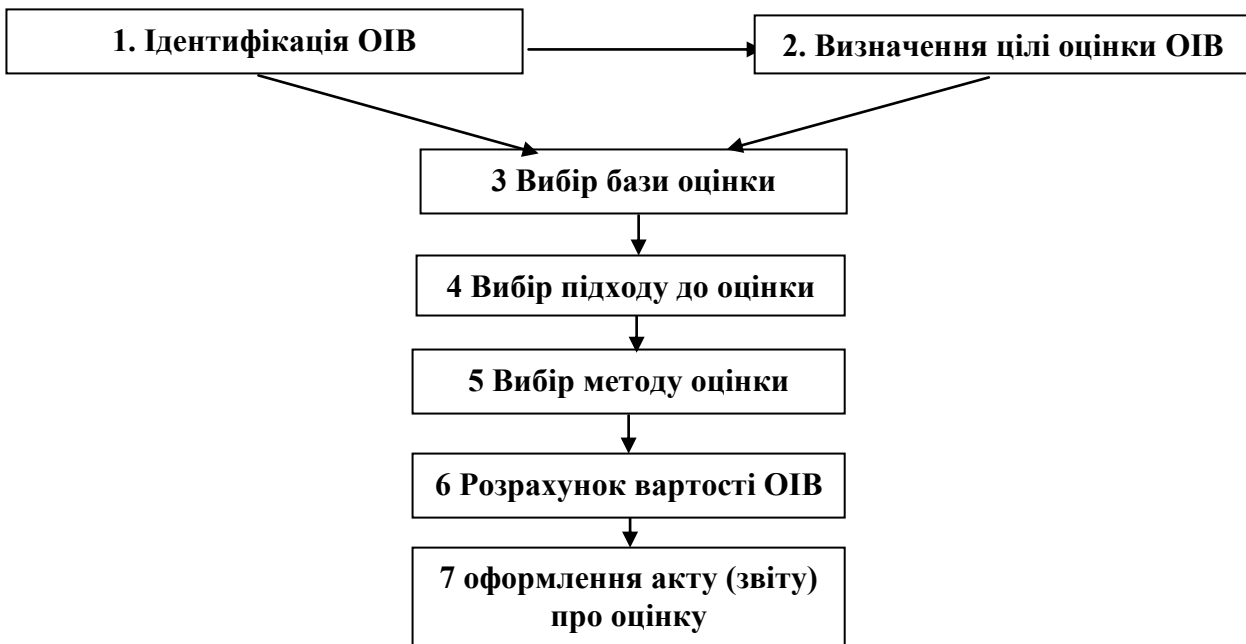 1. Ідентифікація ОІВ
2. Визначення цілі оцінки ОІВ
3 Вибір бази оцінки
4 Вибір підходу до оцінки
5 Вибір методу оцінки
6 Розрахунок вартості ОІВ
7 оформлення акту (звіту)
про оцінку